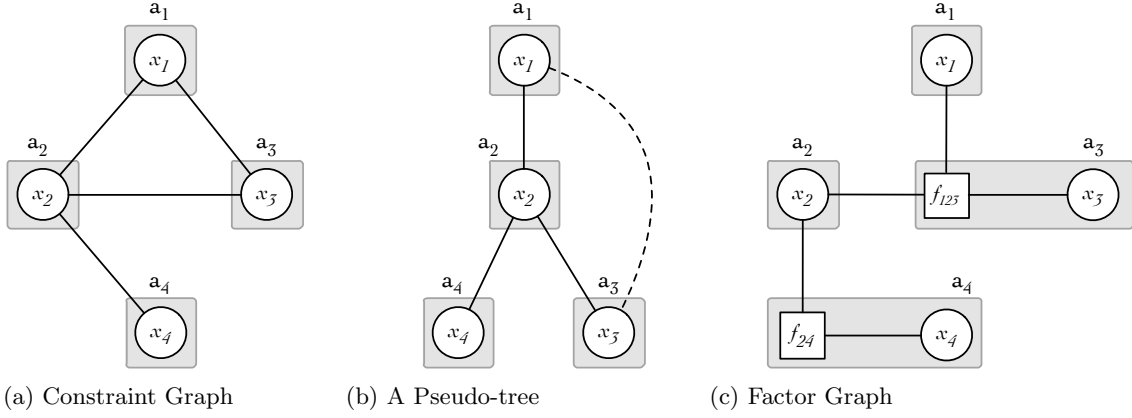 a₁
x₁
a₂
a₃
x₂
x₃
a₄
x₄
(a) Constraint Graph
a₁
x₁
a₂
x₂
a₄
a₃
x₄
x₃
(b) A Pseudo-tree
a₁
x₁
a₂
a₃
x₂
f₁₂₃
x₃
a₄
f₂₄
x₄
(c) Factor Graph